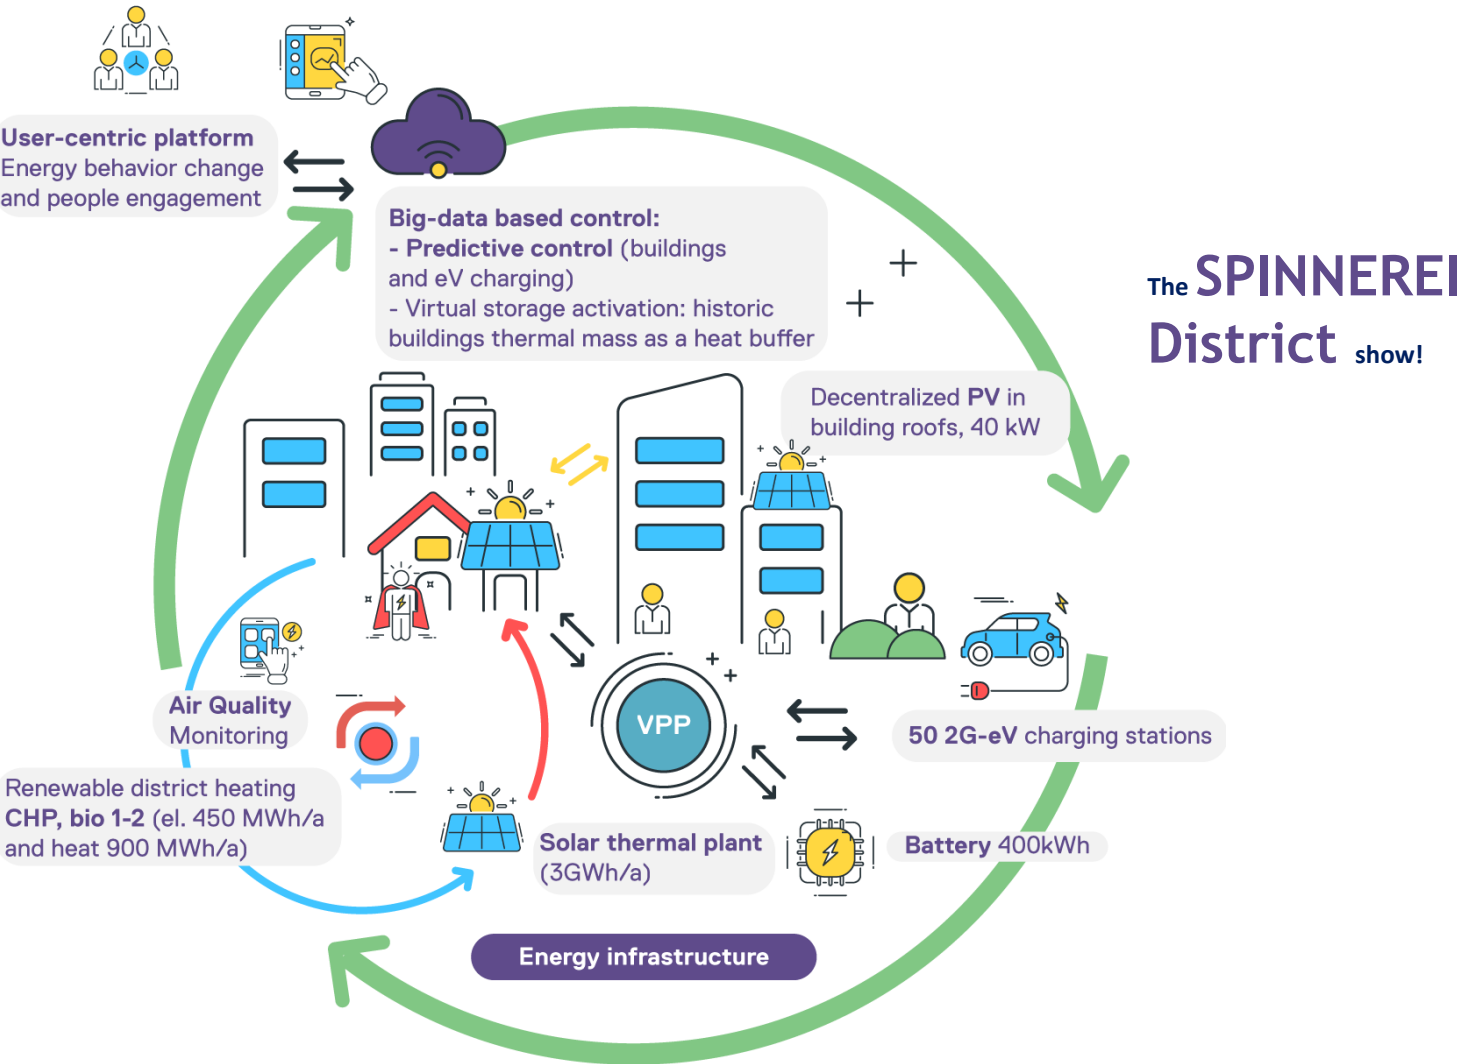 User-centric platform
Energy behavior change
and people engagement
Big-data based control:
- Predictive control (buildings
and eV charging)
- Virtual storage activation: historic
buildings thermal mass as a heat buffer
The SPINNEREI
District show!
Decentralized PV in
building roofs, 40 kW
Air Quality
Monitoring
VPP
50 2G-eV charging stations
Renewable district heating
CHP, bio 1-2 (el. 450 MWh/a
and heat 900 MWh/a)
Solar thermal plant
(3GWh/a)
Battery 400kWh
Energy infrastructure